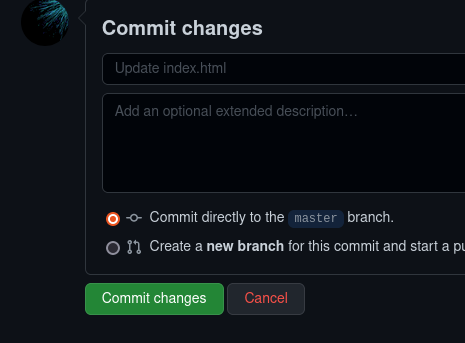 Commit changes
Update index.html
Add an optional extended description…
Commit directly to the master branch.
Create a new branch for this commit and start a pu
Commit changes
Cancel